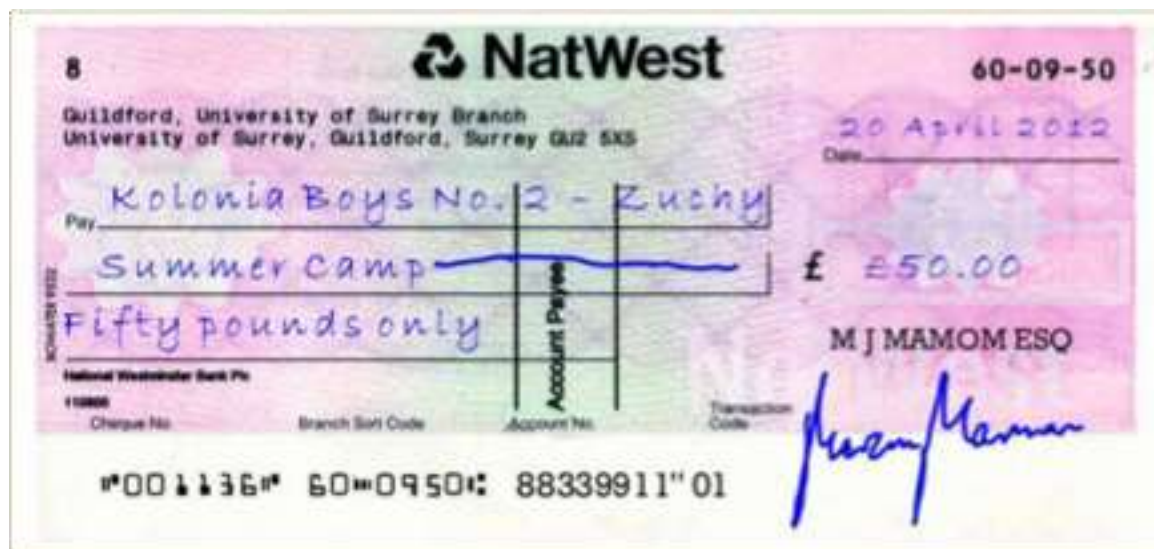 8
NatWest
60-09-50
Guildford, University of Surrey Branch
University of Surrey, Guildford, Surrey GU2 5XS
20 April 2012
Date
Pay Kolonia Boys No. 2 - Zuchy
Summer Camp
£ £50.00
Fifty pounds only
Account Payee
M J MAMOM ESQ
National Westminster Bank Plc
Cheque No
Branch Sort Code
Account No
Transaction
Code
"001136" 60-0950: 88339911" 01